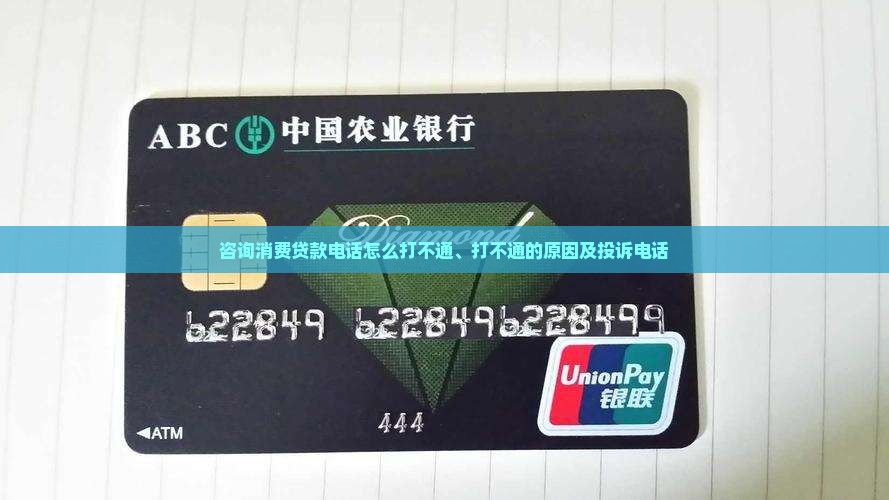 ABC 中国农业银行
Diamond
咨询消费贷款电话怎么打不通、打不通的原因及投诉电话
622849 6228496228499
444
UnionPay
银联
◀ATM